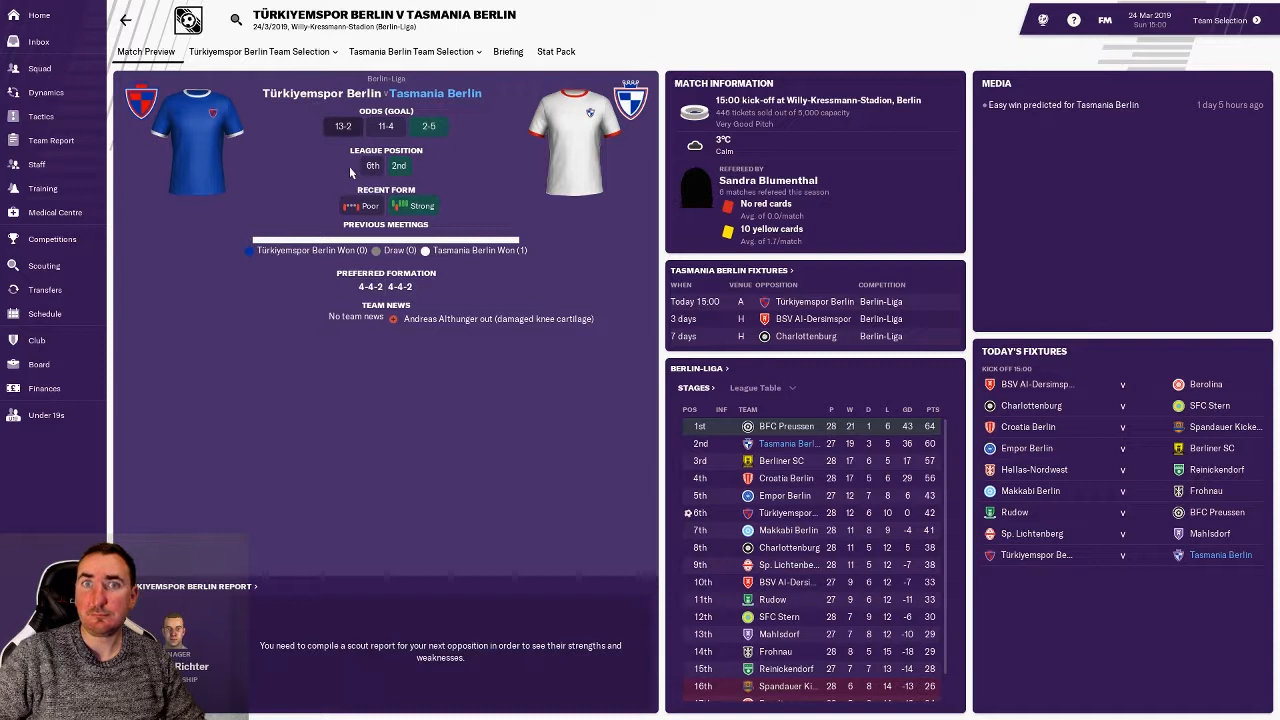 Home
Inbox
Squad
Dynamics
Tactics
Team Report
Staff
Training
Medical Centre
Competitions
Scouting
Transfers
Schedule
Club
Board
Finances
Under 19s
TÜRKIYEMSPOR BERLIN V TASMANIA BERLIN
24/3/2019, Willy-Kressmann-Stadion (Berlin-Liga)
FM
24 Mar 2019
Sun 15:00
Team Selection
Match Preview
Türkiyemspor Berlin Team Selection
Tasmania Berlin Team Selection
Briefing
Stat Pack
Berlin-Liga
Türkiyemspor Berlin v Tasmania Berlin
ODDS (GOAL)
13-2 11-4 2-5
LEAGUE POSITION
6th 2nd
RECENT FORM
Poor Strong
PREVIOUS MEETINGS
Türkiyemspor Berlin Won (0) Draw (0) Tasmania Berlin Won (1)
PREFERRED FORMATION
4-4-2 4-4-2
TEAM NEWS
No team news Andreas Althunger out (damaged knee cartilage)
KIYEMSPOR BERLIN REPORT >
NAGER
Richter
SHIP
You need to compile a scout report for your next opposition in order to see their strengths and
weaknesses.
MATCH INFORMATION
15:00 kick-off at Willy-Kressmann-Stadion, Berlin
446 tickets sold out of 5,000 capacity
Very Good Pitch
3°C
Calm
REFEREED BY
Sandra Blumenthal
6 matches refereed this season
No red cards
Avg. of 0.0/match
10 yellow cards
Avg. of 1.7/match
TASMANIA BERLIN FIXTURES >
WHEN VENUE OPPOSITION COMPETITION
Today 15:00 A Türkiyemspor Berlin Berlin-Liga
3 days H BSV Al-Dersimspor Berlin-Liga
7 days H Charlottenburg Berlin-Liga
BERLIN-LIGA >
STAGES > League Table
POS INF TEAM P W D L GD PTS
1st BFC Preussen 28 21 1 6 43 64
2nd Tasmania Berl... 27 19 3 5 36 60
3rd Berliner SC 28 17 6 5 17 57
4th Croatia Berlin 28 17 5 6 29 56
5th Empor Berlin 27 12 7 8 6 43
6th Türkiyemspor... 28 12 6 10 0 42
7th Makkabi Berlin 28 11 8 9 -4 41
8th Charlottenburg 28 11 5 12 5 38
9th Sp. Lichtenbe... 28 11 5 12 -7 38
10th BSV Al-Dersi... 27 9 6 12 -7 33
11th Rudow 27 9 6 12 -11 33
12th SFC Stern 28 7 9 12 -6 30
13th Mahlsdorf 27 7 8 12 -10 29
14th Frohnau 28 8 5 15 -18 29
15th Reinickendorf 27 7 7 13 -14 28
16th Spandauer Ki... 28 6 8 14 -13 26
MEDIA
Easy win predicted for Tasmania Berlin 1 day 5 hours ago
TODAY'S FIXTURES
KICK OFF 15:00
BSV Al-Dersimsp... v Berolina
Charlottenburg v SFC Stern
Croatia Berlin v Spandauer Kicke...
Empor Berlin v Berliner SC
Hellas-Nordwest v Reinickendorf
Makkabi Berlin v Frohnau
Rudow v BFC Preussen
Sp. Lichtenberg v Mahlsdorf
Türkiyemspor Be... v Tasmania Berlin